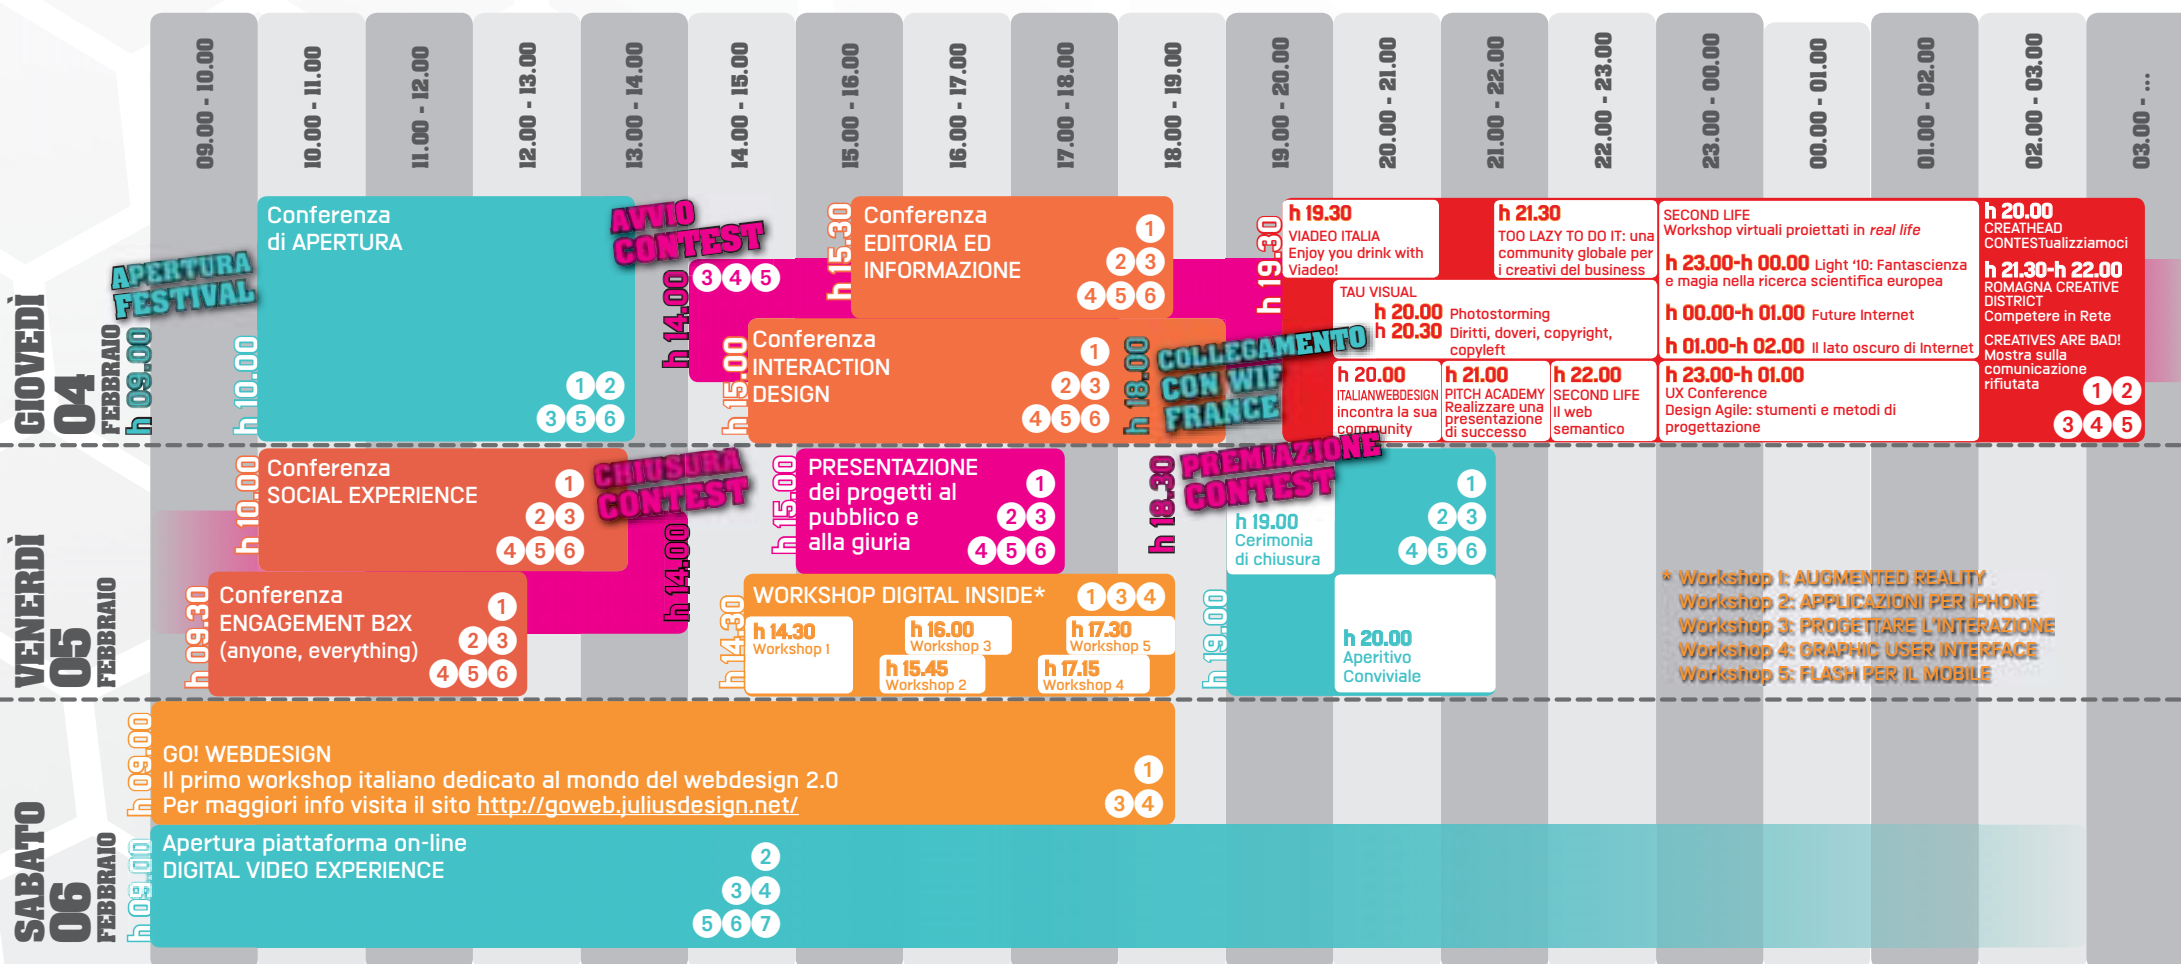 09.00 - 10.00
10.00 - 11.00
11.00 - 12.00
12.00 - 13.00
13.00 - 14.00
14.00 - 15.00
15.00 - 16.00
16.00 - 17.00
17.00 - 18.00
18.00 - 19.00
19.00 - 20.00
20.00 - 21.00
21.00 - 22.00
22.00 - 23.00
23.00 - 00.00
00.00 - 01.00
01.00 - 02.00
02.00 - 03.00
03.00 - ...
GIOVEDÌ
04
FEBBRAIO
h 09.00
APERTURA
FESTIVAL
h 10.00
Conferenza
di APERTURA
1 2
3 5 6
AVVIO
CONTEST
h 14.00
3 4 5
h 15.30
Conferenza
EDITORIA ED
INFORMAZIONE
1
2 3
4 5 6
h 15.00
Conferenza
INTERACTION
DESIGN
1
2 3
4 5 6
h 18.00
COLLEGAMENTO
CON WIF
FRANCE
h 19.30
h 19.30
VIADEO ITALIA
Enjoy you drink with
Viadeo!
h 21.30
TOO LAZY TO DO IT: una
community globale per
i creativi del business
TAU VISUAL
h 20.00 Photostorming
h 20.30 Diritti, doveri, copyright,
copyleft
h 20.00
ITALIANWEBDESIGN
incontra la sua
community
h 21.00
PITCH ACADEMY
Realizzare una
presentazione
di successo
h 22.00
SECOND LIFE
Il web
semantico
SECOND LIFE
Workshop virtuali proiettati in real life
h 23.00-h 00.00 Light '10: Fantascienza
e magia nella ricerca scientifica europea
h 00.00-h 01.00 Future Internet
h 01.00-h 02.00 Il lato oscuro di Internet
h 23.00-h 01.00
UX Conference
Design Agile: stumenti e metodi di
progettazione
h 20.00
CREATHEAD
CONTESTualizziamoci
h 21.30-h 22.00
ROMAGNA CREATIVE
DISTRICT
Competere in Rete
CREATIVES ARE BAD!
Mostra sulla
comunicazione
rifiutata
1 2
3 4 5
VENERDÌ
05
FEBBRAIO
h 10.00
Conferenza
SOCIAL EXPERIENCE
1
2 3
4 5 6
h 09.30
Conferenza
ENGAGEMENT B2X
(anyone, everything)
1
2 3
4 5 6
CHIUSURA
CONTEST
h 14.00
h 15.00
PRESENTAZIONE
dei progetti al
pubblico e
alla giuria
1
2 3
4 5 6
h 14.30
WORKSHOP DIGITAL INSIDE*
1 3 4
h 14.30
Workshop 1
h 16.00
Workshop 3
h 17.30
Workshop 5
h 15.45
Workshop 2
h 17.15
Workshop 4
h 18.30
PREMIAZIONE
CONTEST
h 19.00
h 19.00
Cerimonia
di chiusura
1
2 3
4 5 6
h 20.00
Aperitivo
Conviviale
* Workshop 1: AUGMENTED REALITY
Workshop 2: APPLICAZIONI PER IPHONE
Workshop 3: PROGETTARE L'INTERAZIONE
Workshop 4: GRAPHIC USER INTERFACE
Workshop 5: FLASH PER IL MOBILE
SABATO
06
FEBBRAIO
h 09.00
GO! WEBDESIGN
Il primo workshop italiano dedicato al mondo del webdesign 2.0
Per maggiori info visita il sito http://goweb.juliusdesign.net/
1
3 4
h 09.00
Apertura piattaforma on-line
DIGITAL VIDEO EXPERIENCE
2
3 4
5 6 7